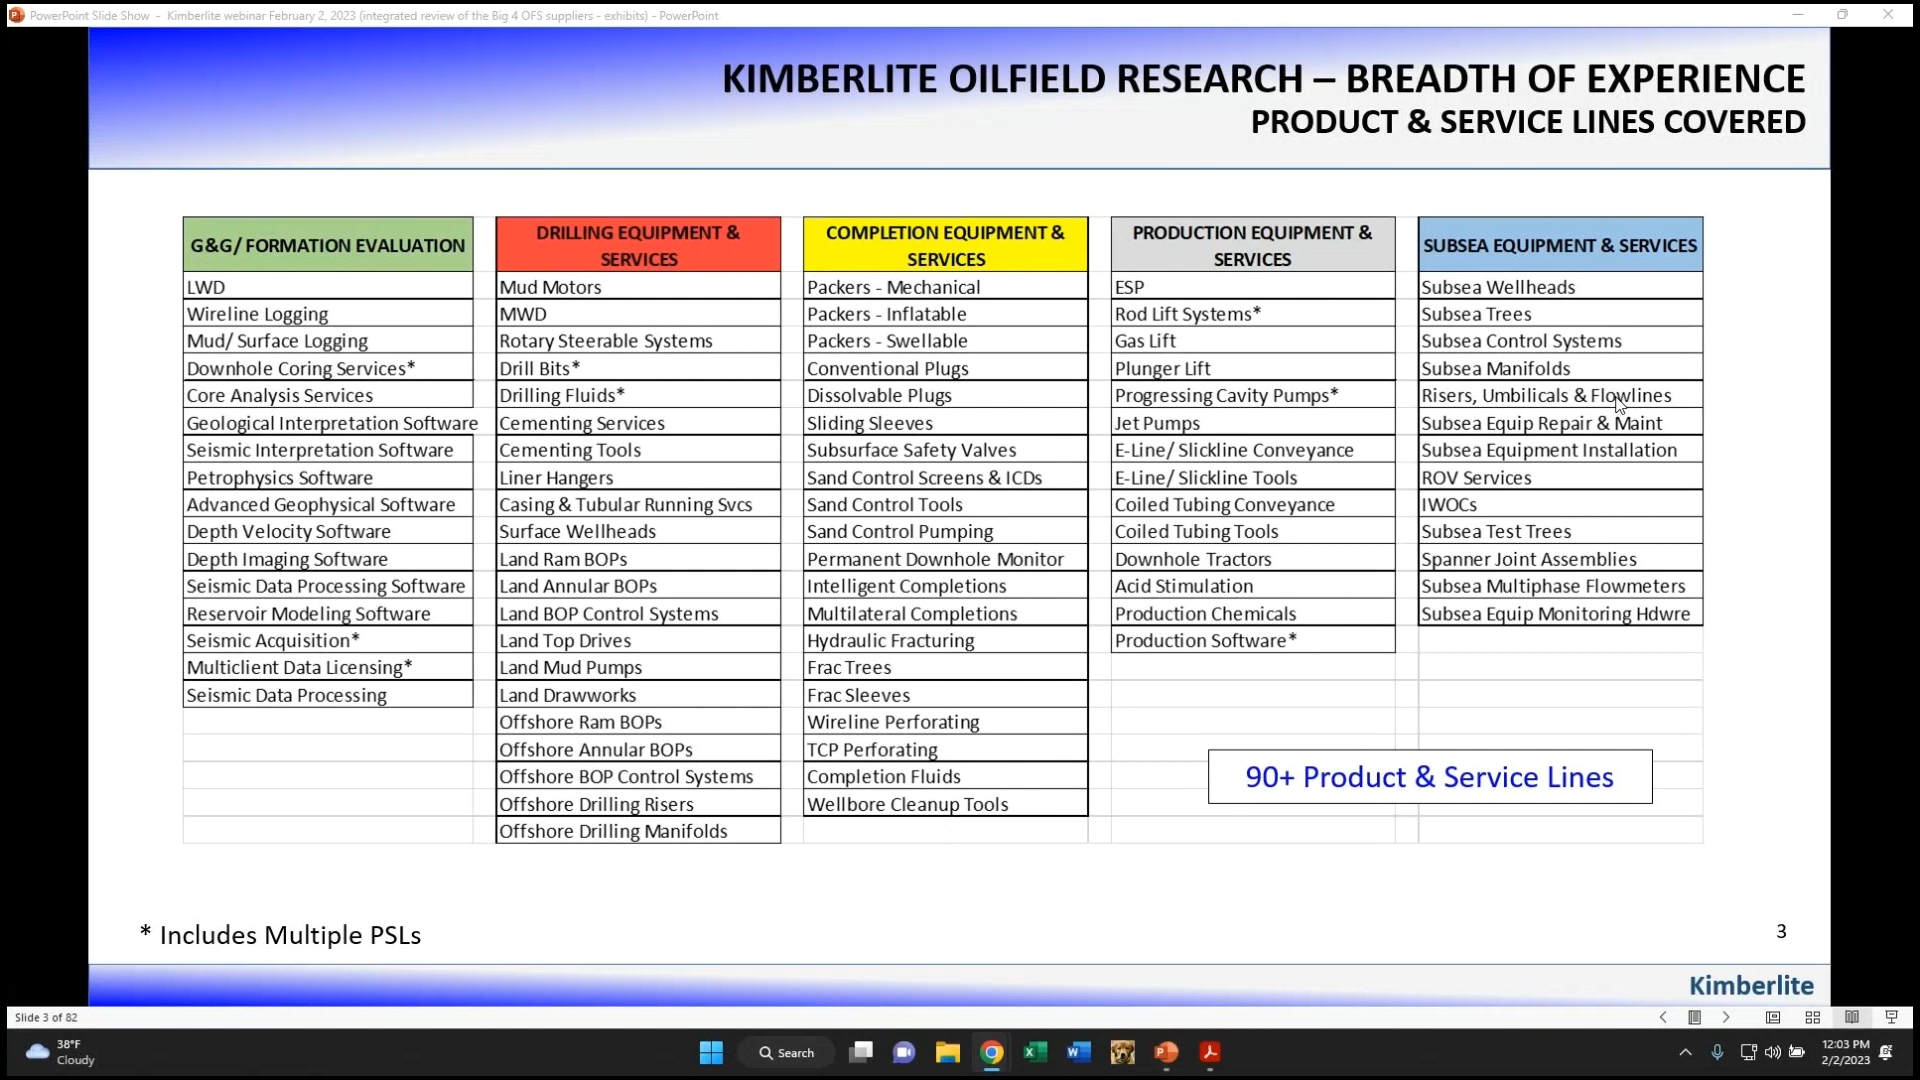 PowerPoint Slide Show - Kimberlite webinar February 2, 2023 (integrated review of the Big 4 OFS suppliers - exhibits) - PowerPoint
KIMBERLITE OILFIELD RESEARCH – BREADTH OF EXPERIENCE
PRODUCT & SERVICE LINES COVERED
G&G/ FORMATION EVALUATION
LWD
Wireline Logging
Mud/ Surface Logging
Downhole Coring Services*
Core Analysis Services
Geological Interpretation Software
Seismic Interpretation Software
Petrophysics Software
Advanced Geophysical Software
Depth Velocity Software
Depth Imaging Software
Seismic Data Processing Software
Reservoir Modeling Software
Seismic Acquisition*
Multiclient Data Licensing*
Seismic Data Processing
DRILLING EQUIPMENT &
SERVICES
Mud Motors
MWD
Rotary Steerable Systems
Drill Bits*
Drilling Fluids*
Cementing Services
Cementing Tools
Liner Hangers
Casing & Tubular Running Svcs
Surface Wellheads
Land Ram BOPs
Land Annular BOPs
Land BOP Control Systems
Land Top Drives
Land Mud Pumps
Land Drawworks
Offshore Ram BOPs
Offshore Annular BOPs
Offshore BOP Control Systems
Offshore Drilling Risers
Offshore Drilling Manifolds
COMPLETION EQUIPMENT &
SERVICES
Packers - Mechanical
Packers - Inflatable
Packers - Swellable
Conventional Plugs
Dissolvable Plugs
Sliding Sleeves
Subsurface Safety Valves
Sand Control Screens & ICDs
Sand Control Tools
Sand Control Pumping
Permanent Downhole Monitor
Intelligent Completions
Multilateral Completions
Hydraulic Fracturing
Frac Trees
Frac Sleeves
Wireline Perforating
TCP Perforating
Completion Fluids
Wellbore Cleanup Tools
PRODUCTION EQUIPMENT &
SERVICES
ESP
Rod Lift Systems*
Gas Lift
Plunger Lift
Progressing Cavity Pumps*
Jet Pumps
E-Line/ Slickline Conveyance
E-Line/ Slickline Tools
Coiled Tubing Conveyance
Coiled Tubing Tools
Downhole Tractors
Acid Stimulation
Production Chemicals
Production Software*
SUBSEA EQUIPMENT & SERVICES
Subsea Wellheads
Subsea Trees
Subsea Control Systems
Subsea Manifolds
Risers, Umbilicals & Flowlines
Subsea Equip Repair & Maint
Subsea Equipment Installation
ROV Services
IWOCs
Subsea Test Trees
Spanner Joint Assemblies
Subsea Multiphase Flowmeters
Subsea Equip Monitoring Hdwre
90+ Product & Service Lines
* Includes Multiple PSLs
3
Kimberlite
Slide 3 of 82
38°F
Cloudy
Search
12:03 PM
2/2/2023